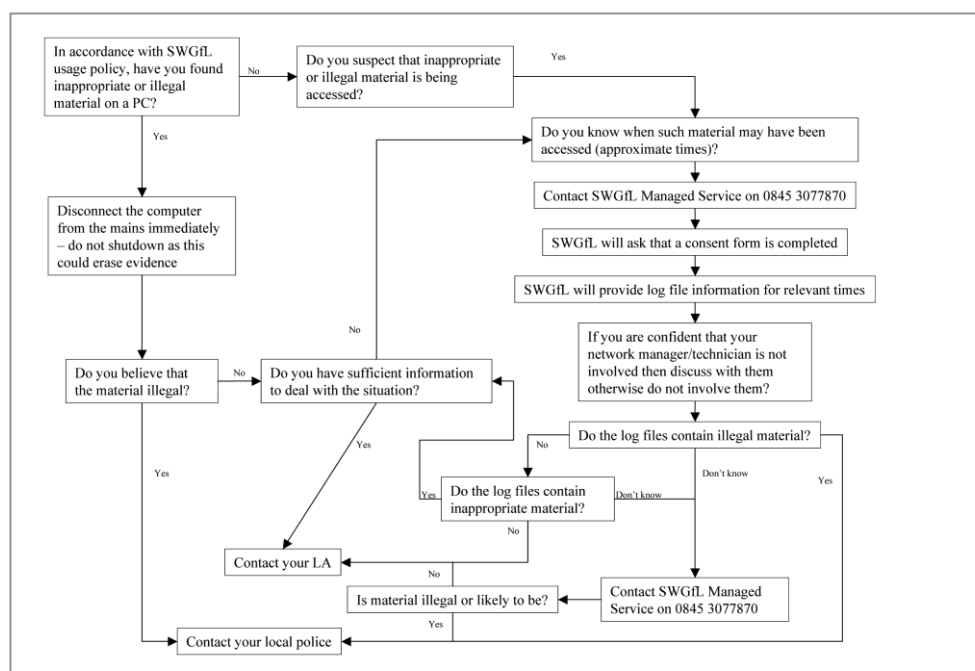 In accordance with SWGfL
usage policy, have you found
inappropriate or illegal
material on a PC?
No
Do you suspect that inappropriate
or illegal material is being
accessed?
Yes
Yes
Do you know when such material may have been
accessed (approximate times)?
Contact SWGfL Managed Service on 0845 3077870
Disconnect the computer
from the mains immediately
– do not shutdown as this
could erase evidence
SWGfL will ask that a consent form is completed
SWGfL will provide log file information for relevant times
No
If you are confident that your
network manager/technician is not
involved then discuss with them
otherwise do not involve them?
Do you believe that
the material illegal?
No
Do you have sufficient information
to deal with the situation?
Do the log files contain illegal material?
Yes
No
Yes
Don't know
Yes
Yes
Do the log files contain
inappropriate material?
Don't know
No
Contact your LA
No
Is material illegal or likely to be?
Contact SWGfL Managed
Service on 0845 3077870
Yes
Contact your local police